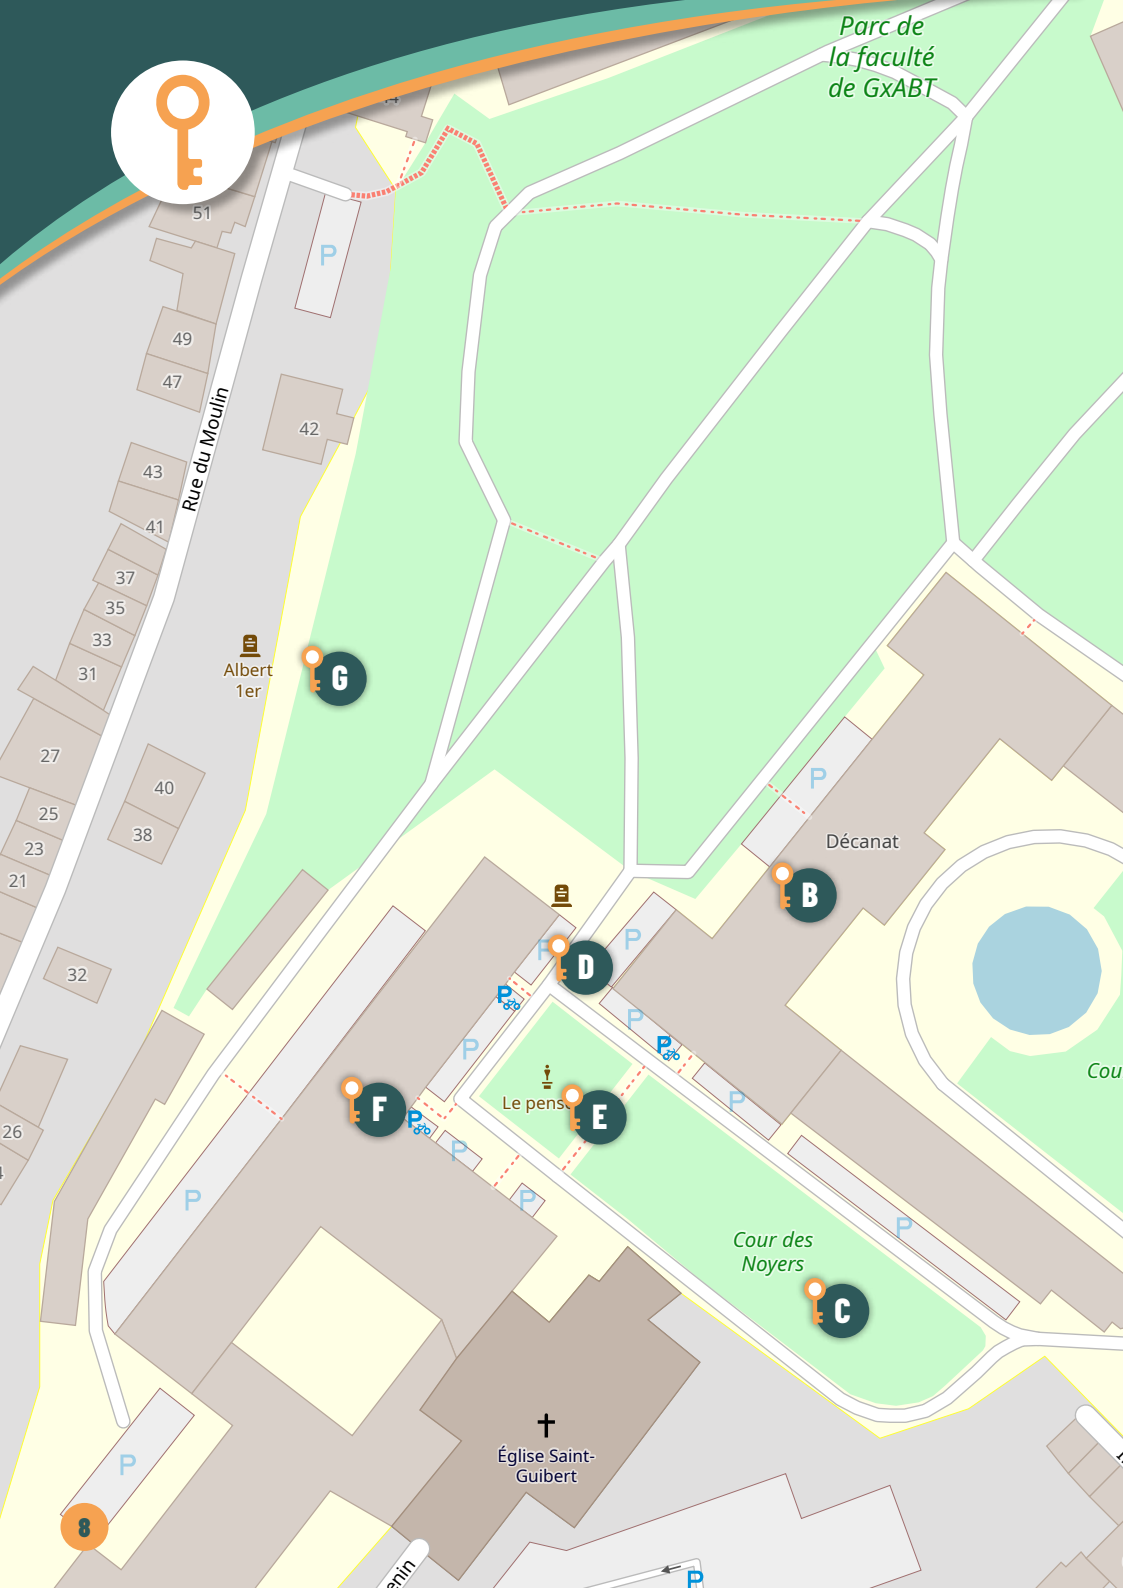 Parc de
la faculté
de GxABT
51
P
49
47
42
43
Rue du Moulin
41
37
35
33
31
Albert
1er
G
27
40
25
38
23
21
P
Décanat
B
32
P
P
D
P
P
P
P
Le pens
E
F
P
P
P
26
P
P
P
Cour des
Noyers
C
Cou
Église Saint-
Guibert
P
8
enin
P